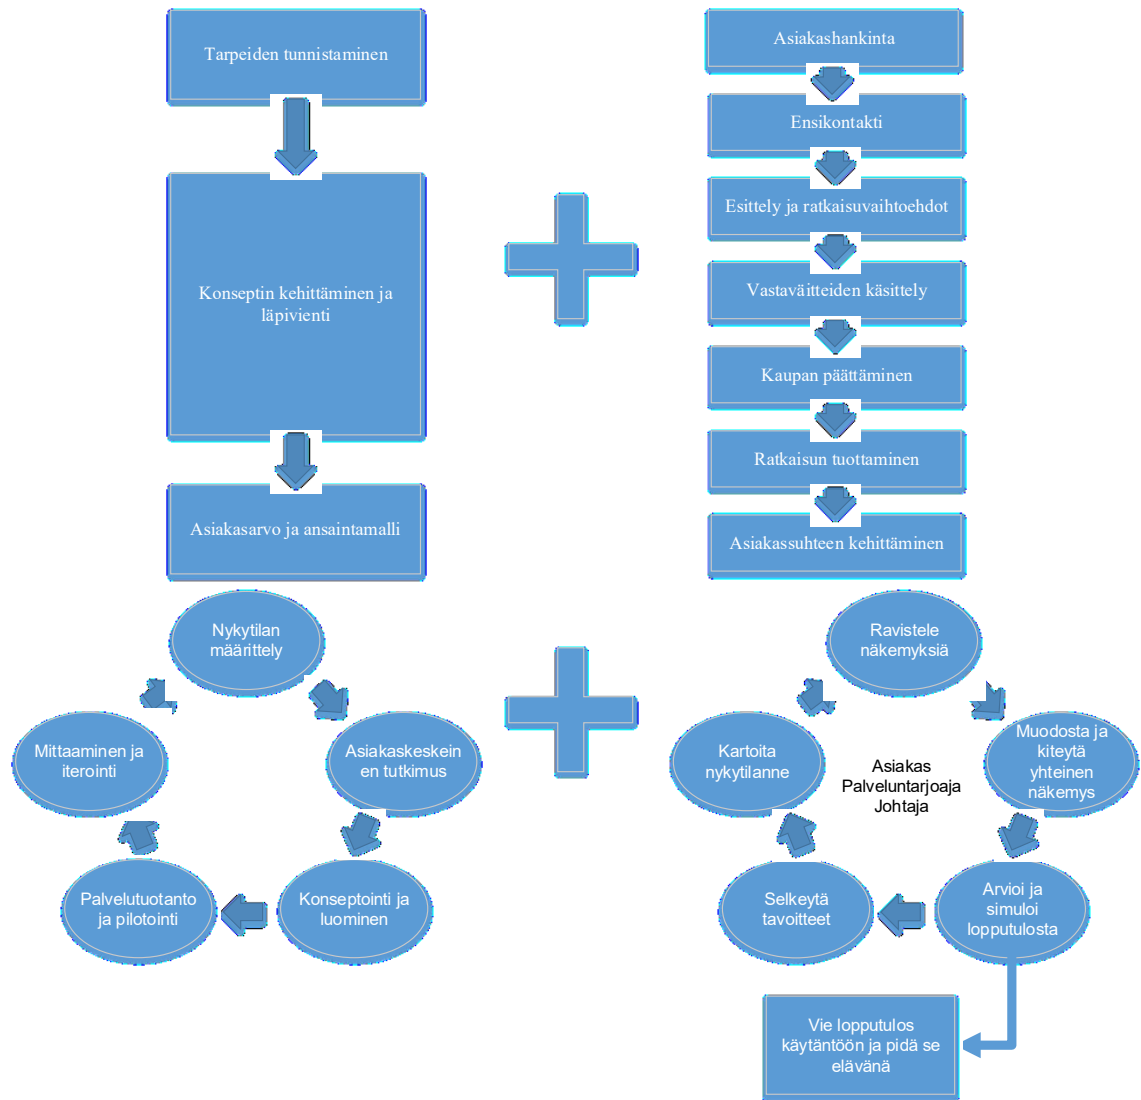 Tarpeiden tunnistaminen
Konseptin kehittäminen ja
läpivienti
Asiakasarvo ja ansaintamalli
Asiakashankinta
Ensikontakti
Esittely ja ratkaisuvaihtoehdot
Vastaväitteiden käsittely
Kaupan päättäminen
Ratkaisun tuottaminen
Asiakassuhteen kehittäminen
Nykytilan
määrittely
Asiakaskeskein
en tutkimus
Konseptointi ja
luominen
Palvelutuotanto
ja pilotointi
Mittaaminen ja
iterointi
Ravistele
näkemyksiä
Muodosta ja
kiteytä
yhteinen
näkemys
Arvioi ja
simuloi
lopputulosta
Selkeytä
tavoitteet
Kartoita
nykytilanne
Asiakas
Palveluntarjoaja
Johtaja
Vie lopputulos
käytäntöön ja pidä se
elävänä